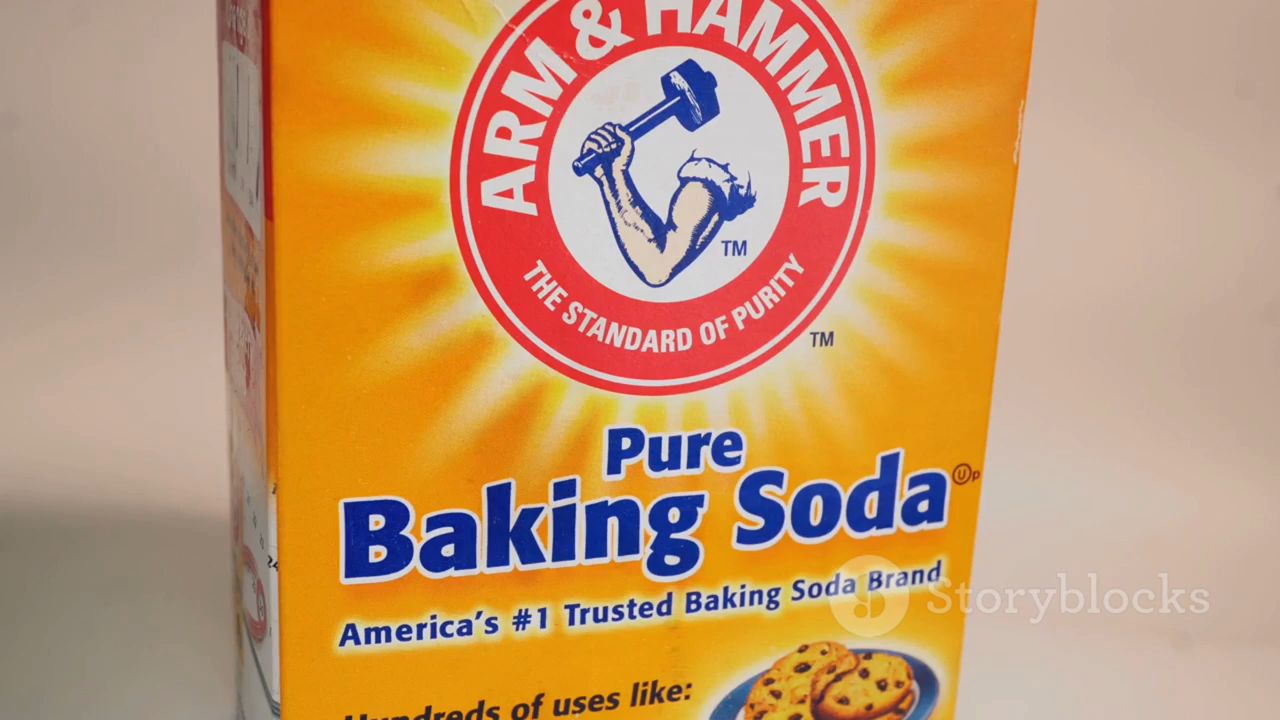 ARM & HAMMER
TM
THE STANDARD OF PURITY
TM
Pure
Baking Soda
U P
America's #1 Trusted Baking Soda Brand
Storyblocks
Hundreds of uses like:
24